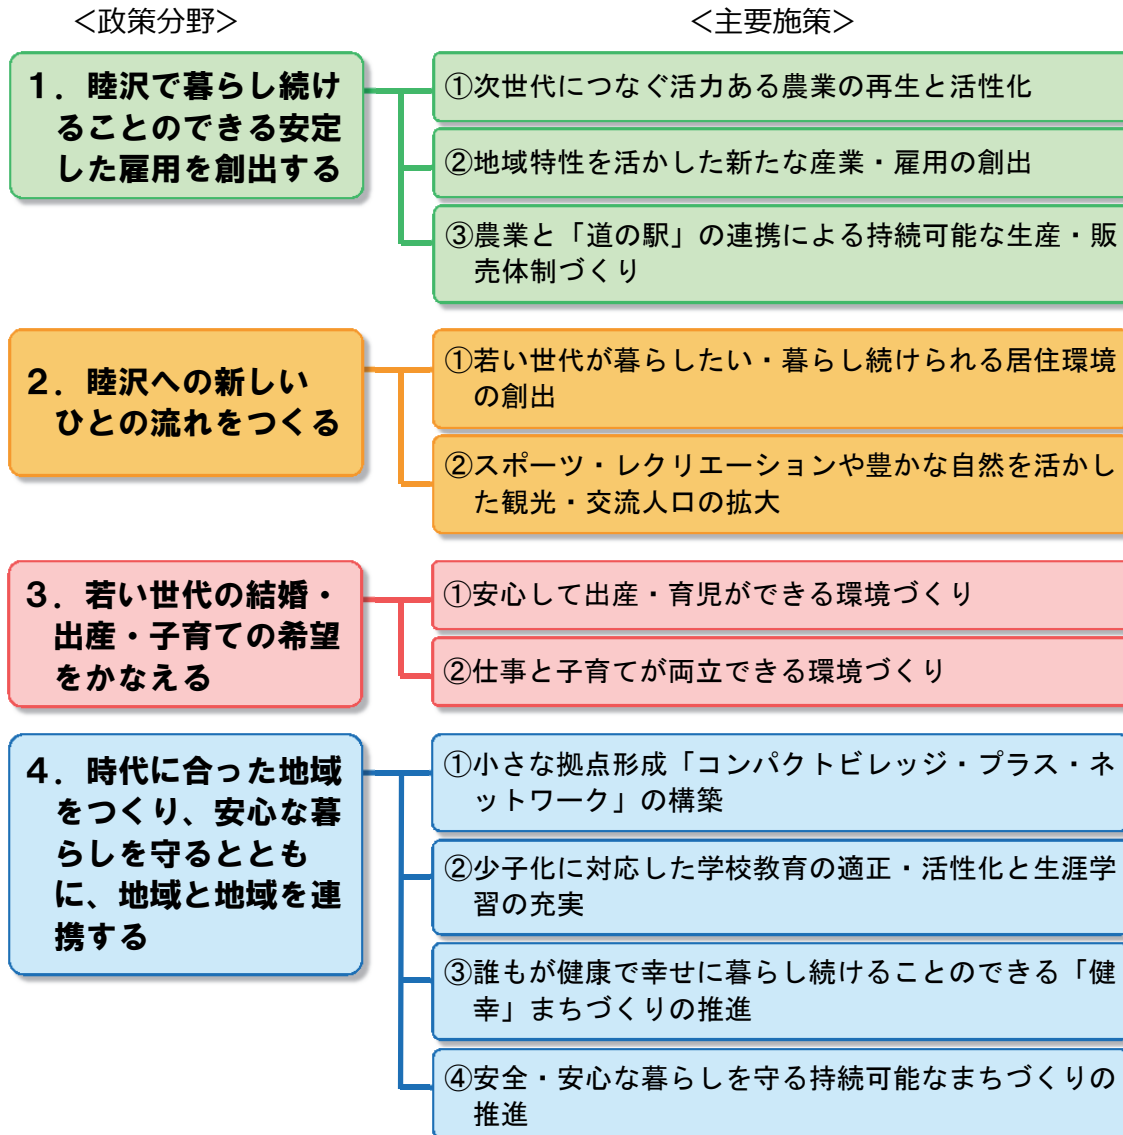 ＜政策分野＞
＜主要施策＞
１．睦沢で暮らし続け
ることのできる安定
した雇用を創出する
①次世代につなぐ活力ある農業の再生と活性化
②地域特性を活かした新たな産業・雇用の創出
③農業と「道の駅」の連携による持続可能な生産・販
売体制づくり
２．睦沢への新しい
ひとの流れをつくる
①若い世代が暮らしたい・暮らし続けられる居住環境
の創出
②スポーツ・レクリエーションや豊かな自然を活かし
た観光・交流人口の拡大
３．若い世代の結婚・
出産・子育ての希望
をかなえる
①安心して出産・育児ができる環境づくり
②仕事と子育てが両立できる環境づくり
４．時代に合った地域
をつくり、安心な暮
らしを守るととも
に、地域と地域を連
携する
①小さな拠点形成「コンパクトビレッジ・プラス・ネ
ットワーク」の構築
②少子化に対応した学校教育の適正・活性化と生涯学
習の充実
③誰もが健康で幸せに暮らし続けることのできる「健
幸」まちづくりの推進
④安全・安心な暮らしを守る持続可能なまちづくりの
推進